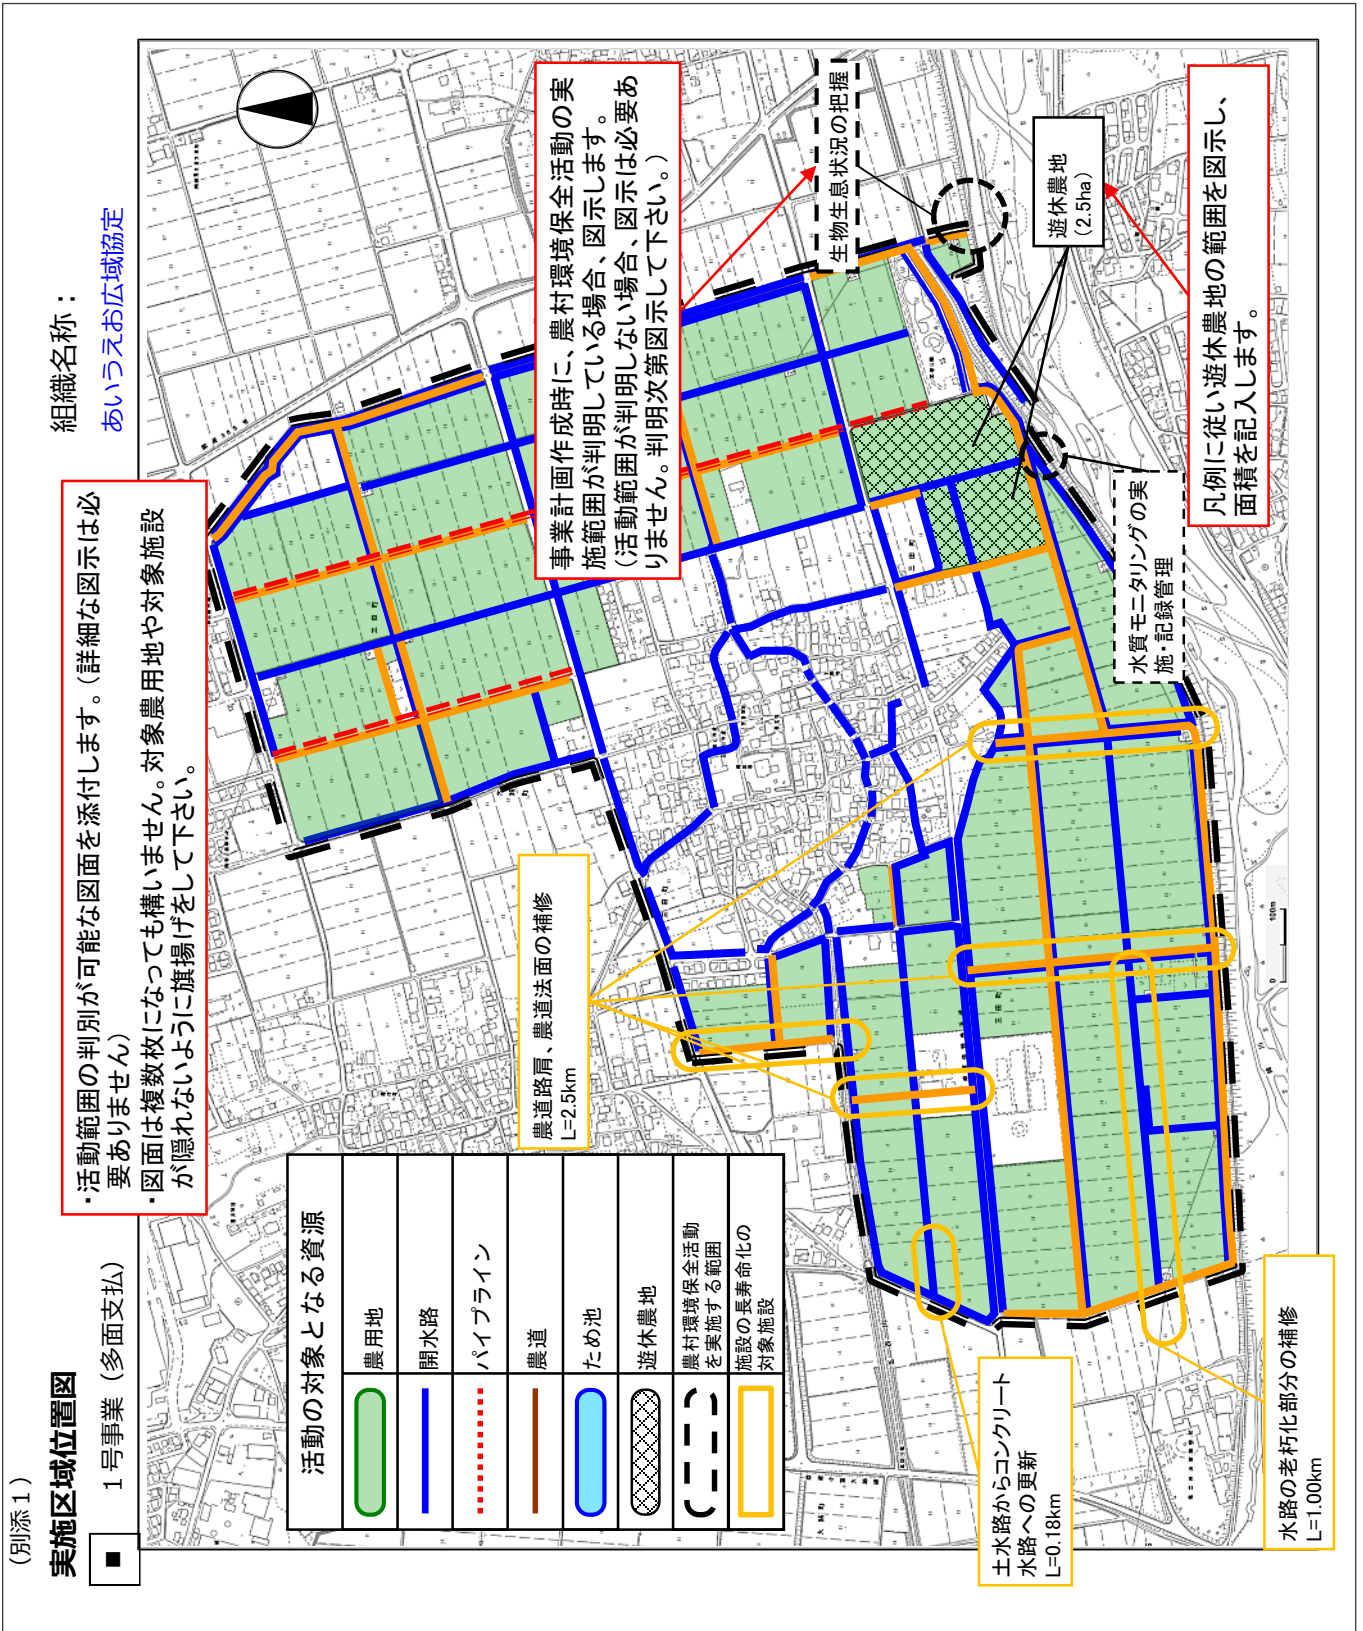 （別添１）
実施区域位置図
■
１号事業（多面支払）
組織名称：
あいうえお広域協定
・活動範囲の判別が可能な図面を添付します。（詳細な図示は必
要ありません）
・図面は複数枚になっても構いません。対象農用地や対象施設
が隠れないように旗揚げをして下さい。
事業計画作成時に、農村環境保全活動の実
施範囲が判明している場合、図示します。
（活動範囲が判明しない場合、図示は必要あ
りません。判明次第図示して下さい。）
生物生息状況の把握
遊休農地
（2.5ha）
凡例に従い遊休農地の範囲を図示し、
面積を記入します。
水質モニタリングの実
施・記録管理
農道路肩、農道法面の補修
L=2.5km
活動の対象となる資源
農用地
開水路
パイプライン
農道
ため池
遊休農地
農村環境保全活動
を実施する範囲
施設の長寿命化の
対象施設
土水路からコンクリート
水路への更新
L=0.18km
水路の老朽化部分の補修
L=1.00km
0 100m